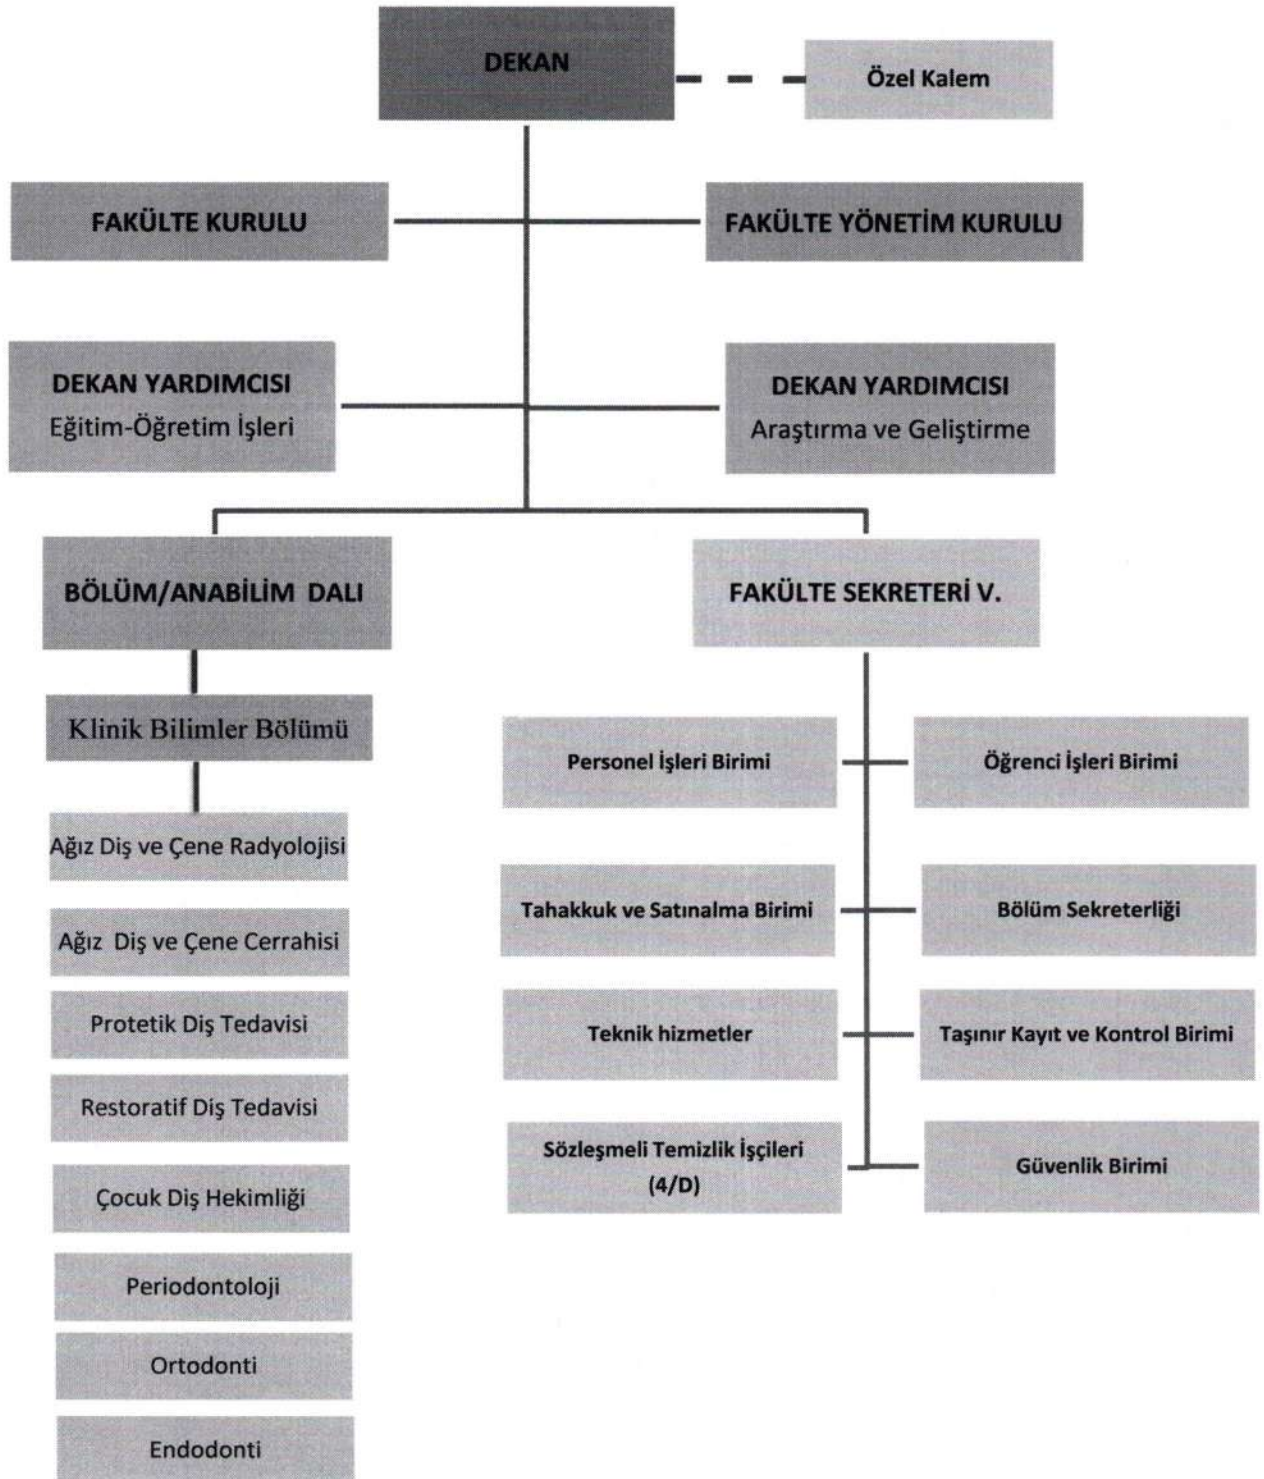 DEKAN
Özel Kalem
FAKÜLTE KURULU
FAKÜLTE YÖNETİM KURULU
DEKAN YARDIMCISI
Eğitim-Öğretim İşleri
DEKAN YARDIMCISI
Araştırma ve Geliştirme
BÖLÜM/ANABİLİM DALI
FAKÜLTE SEKRETERİ V.
Klinik Bilimler Bölümü
Ağız Diş ve Çene Radyolojisi
Ağız Diş ve Çene Cerrahisi
Protetik Diş Tedavisi
Restoratif Diş Tedavisi
Çocuk Diş Hekimliği
Periodontoloji
Ortodonti
Endodonti
Personel İşleri Birimi
Öğrenci İşleri Birimi
Tahakkuk ve Satınalma Birimi
Bölüm Sekreterliği
Teknik hizmetler
Taşınır Kayıt ve Kontrol Birimi
Sözleşmeli Temizlik İşçileri
(4/D)
Güvenlik Birimi